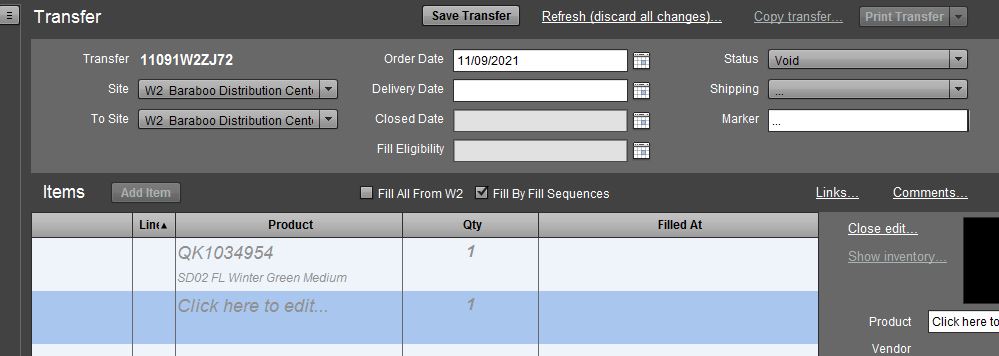 Transfer
Save Transfer
Refresh (discard all changes)...
Copy transfer...
Print Transfer
Transfer 11091W2ZJ72
Order Date 11/09/2021
Status Void
Site W2 Baraboo Distribution Cent
Delivery Date
Shipping ...
To Site W2 Baraboo Distribution Cent
Closed Date
Marker ...
Fill Eligibility
Items
Add Item
Fill All From W2
Fill By Fill Sequences
Links...
Comments...
Line
Product
Qty
Filled At
Close edit...
QK1034954 1
Show inventory...
SD02 FL Winter Green Medium
Click here to edit... 1
Product Click here to
Vendor